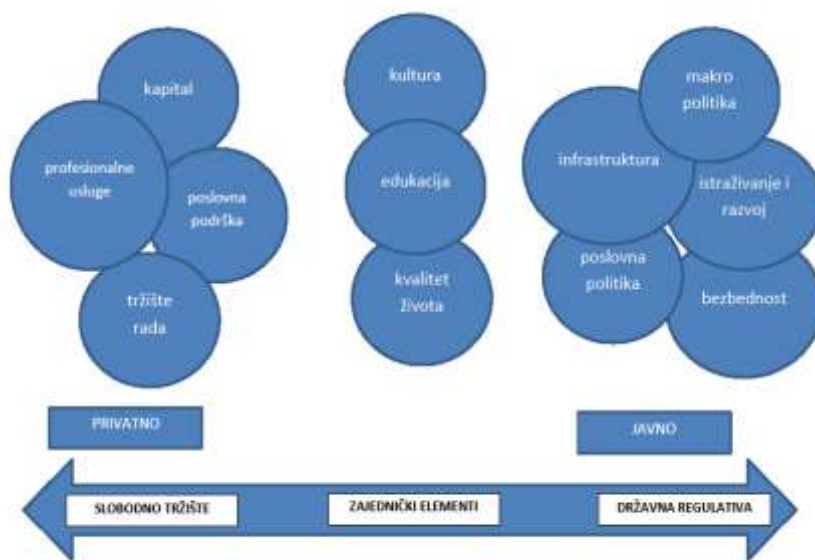 kapital
profesionalne
usluge
poslovna
podrška
tržište
rada
kultura
edukacija
kvalitet
života
makro
politika
infrastruktura
istraživanje i
razvoj
poslovna
politika
bezbednost
PRIVATNO
JAVNO
SLOBODNO TRŽIŠTE
ZAJEDNIČKI ELEMENTI
DRŽAVNA REGULATIVA